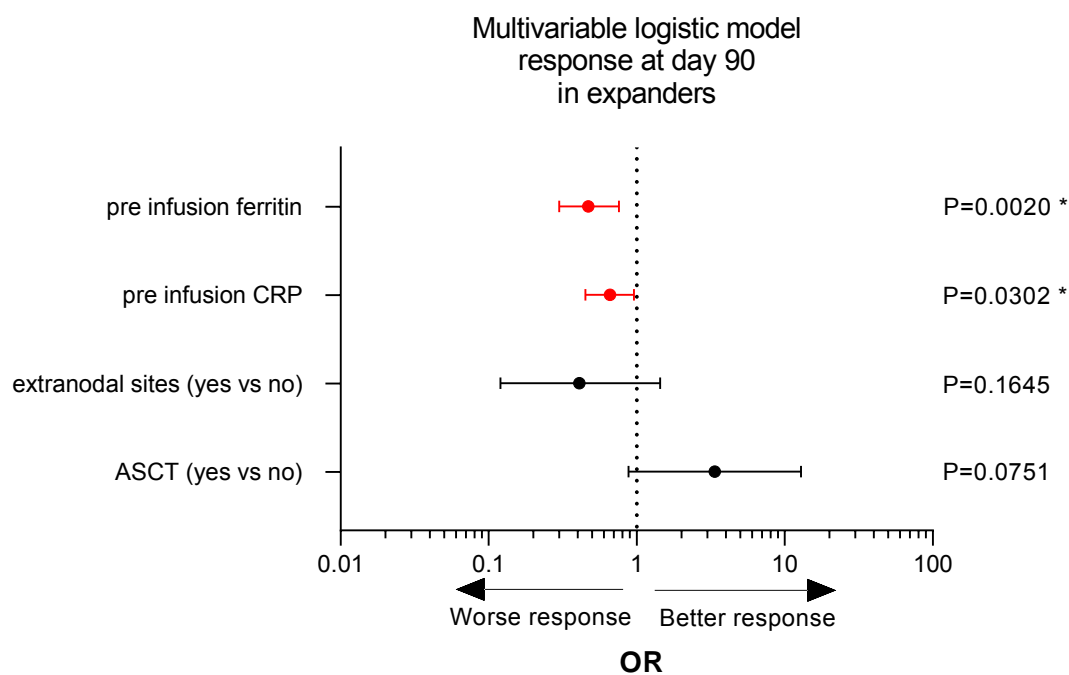 Multivariable logistic model
response at day 90
in expanders
pre infusion ferritin
P=0.0020 *
pre infusion CRP
P=0.0302 *
extranodal sites (yes vs no)
P=0.1645
ASCT (yes vs no)
P=0.0751
0.01 0.1 1 10 100
Worse response Better response
OR